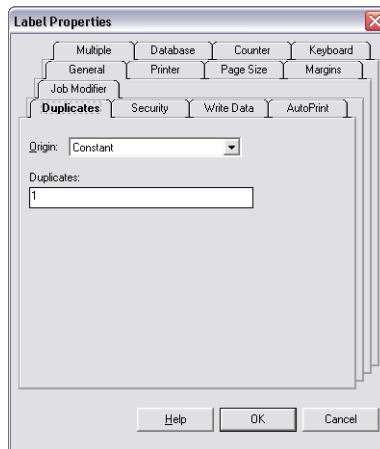 Label Properties
Multiple Database Counter Keyboard
General Printer Page Size Margins
Job Modifier
Duplicates Security Write Data AutoPrint
Origin: Constant
Duplicates:
1
Help OK Cancel